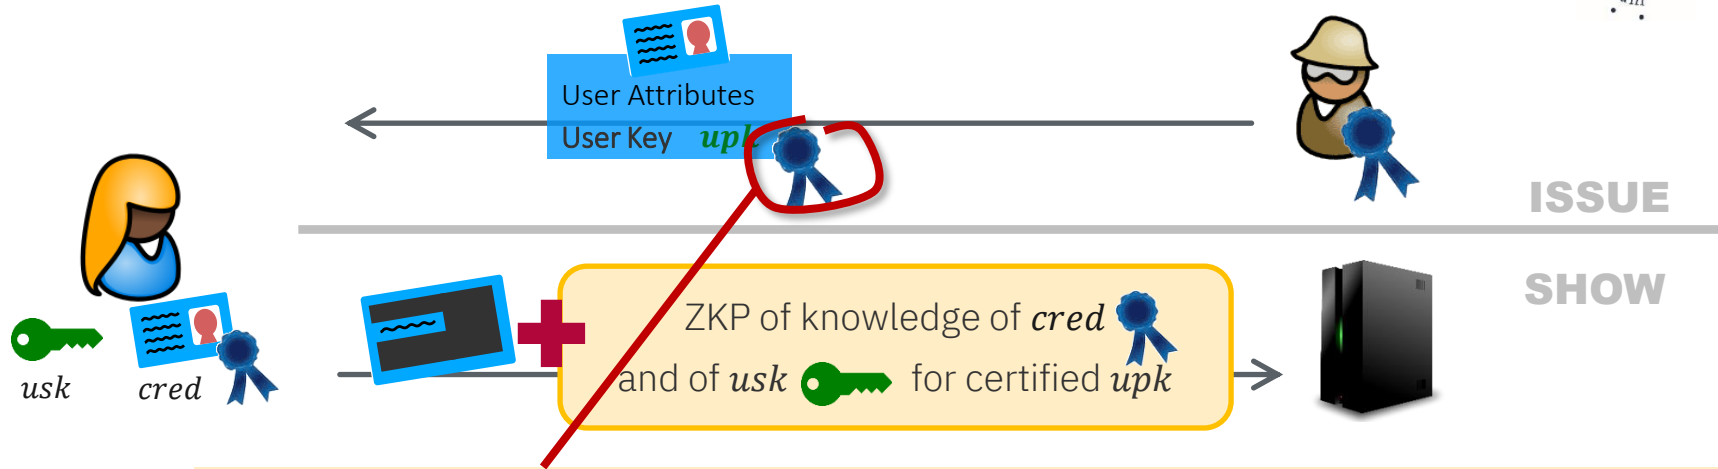 User Attributes
User Key upk
ISSUE
SHOW
ZKP of knowledge of cred
and of usk for certified upk
usk
cred